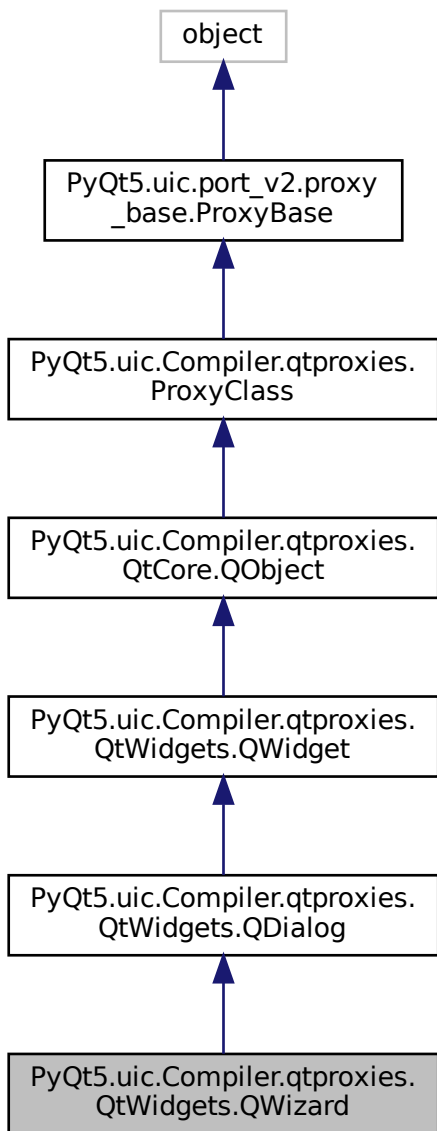 object
PyQt5.uic.port_v2.proxy
_base.ProxyBase
PyQt5.uic.Compiler.qtproxies.
ProxyClass
PyQt5.uic.Compiler.qtproxies.
QtCore.QObject
PyQt5.uic.Compiler.qtproxies.
QtWidgets.QWidget
PyQt5.uic.Compiler.qtproxies.
QtWidgets.QDialog
PyQt5.uic.Compiler.qtproxies.
QtWidgets.QWizard